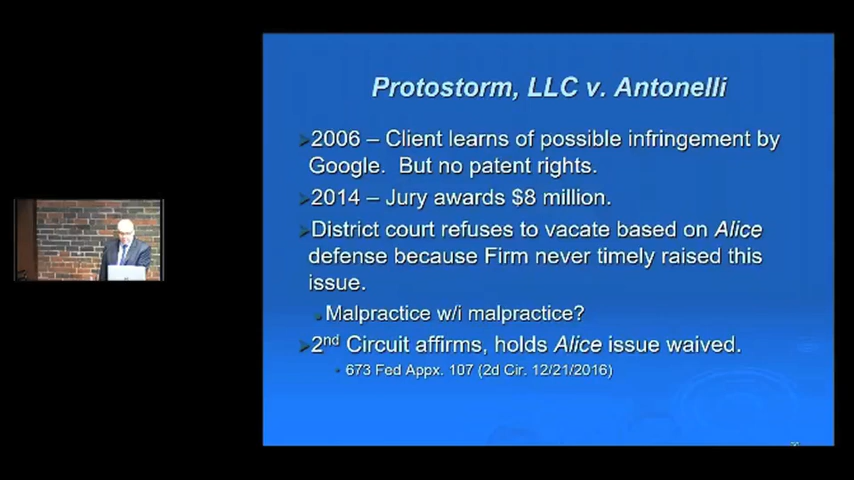 Protostorm, LLC v. Antonelli
➤2006 – Client learns of possible infringement by
Google. But no patent rights.
➤2014 – Jury awards $8 million.
➤District court refuses to vacate based on Alice
defense because Firm never timely raised this
issue.
Malpractice w/i malpractice?
➤2nd Circuit affirms, holds Alice issue waived.
673 Fed Appx. 107 (2d Cir. 12/21/2016)